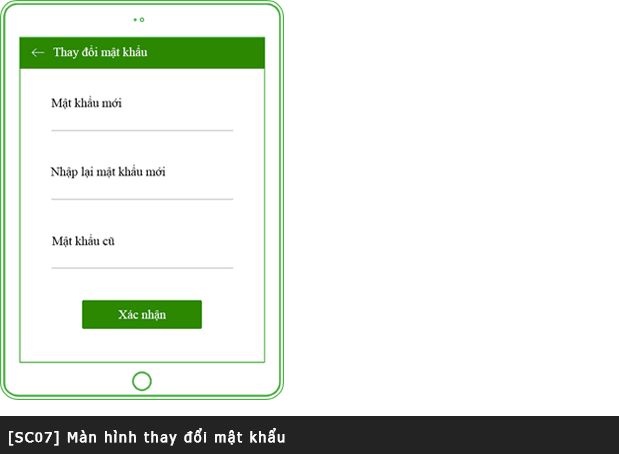 Thay đổi mật khẩu
Mật khẩu mới
Nhập lại mật khẩu mới
Mật khẩu cũ
Xác nhận
[SC07] Màn hình thay đổi mật khẩu